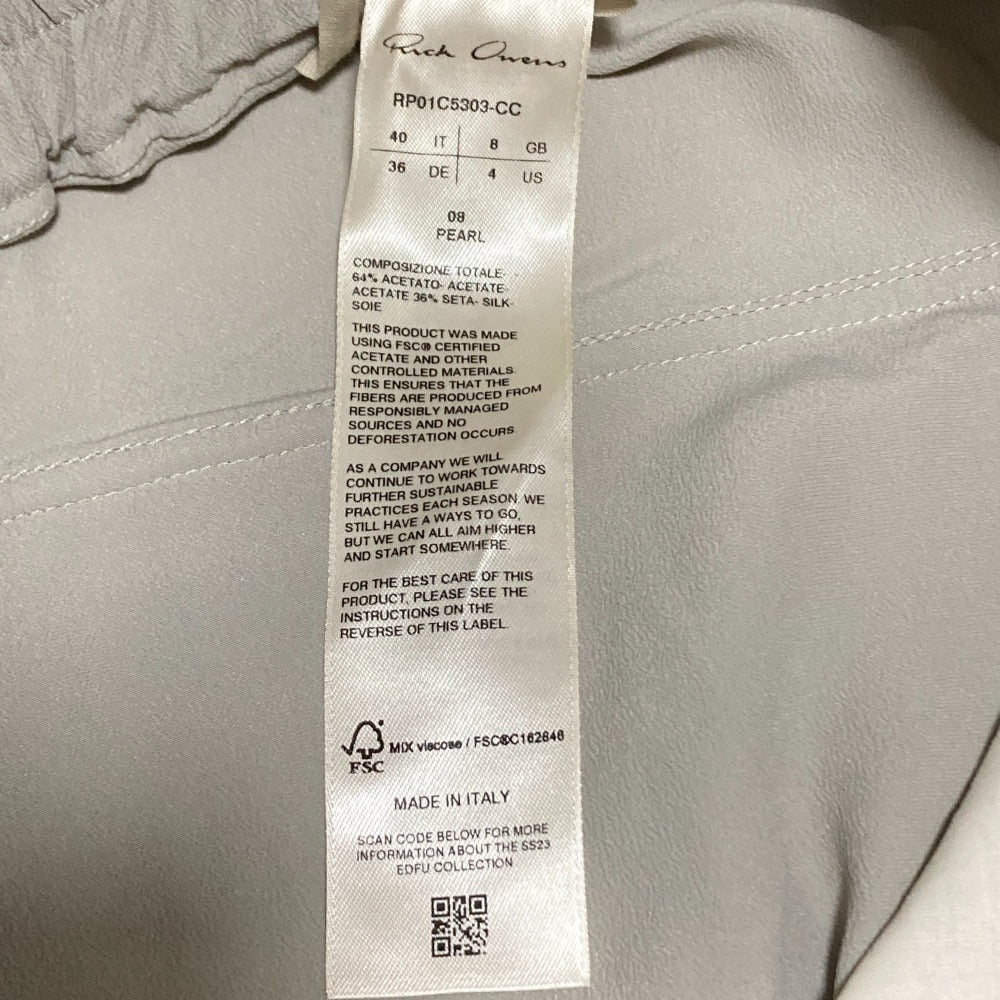 Rick Owens
RP01C5303-CC
40 IT 8 GB
36 DE 4 US
08
PEARL
COMPOSIZIONE TOTALE- -
64% ACETATO- ACETATE-
ACETATE 36% SETA- SILK-
SOIE
THIS PRODUCT WAS MADE
USING FSC® CERTIFIED
ACETATE AND OTHER
CONTROLLED MATERIALS.
THIS ENSURES THAT THE
FIBERS ARE PRODUCED FROM
RESPONSIBLY MANAGED
SOURCES AND NO
DEFORESTATION OCCURS.
AS A COMPANY WE WILL
CONTINUE TO WORK TOWARDS
FURTHER SUSTAINABLE
PRACTICES EACH SEASON. WE
STILL HAVE A WAYS TO GO,
BUT WE CAN ALL AIM HIGHER
AND START SOMEWHERE.
FOR THE BEST CARE OF THIS
PRODUCT, PLEASE SEE THE
INSTRUCTIONS ON THE
REVERSE OF THIS LABEL.
MIX viscose / FSC®C162646
FSC
MADE IN ITALY
SCAN CODE BELOW FOR MORE
INFORMATION ABOUT THE SS23
EDFU COLLECTION